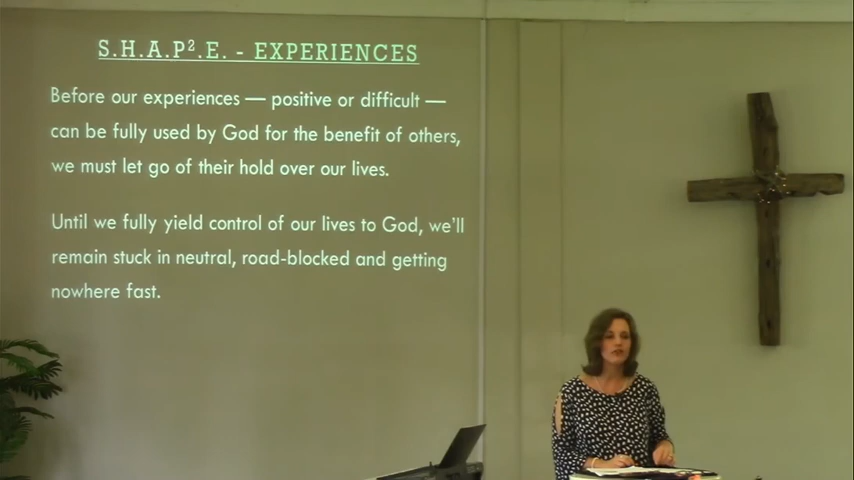 S.H.A.P².E. - EXPERIENCES
Before our experiences — positive or difficult —
can be fully used by God for the benefit of others,
we must let go of their hold over our lives.
Until we fully yield control of our lives to God, we'll
remain stuck in neutral, road-blocked and getting
nowhere fast.